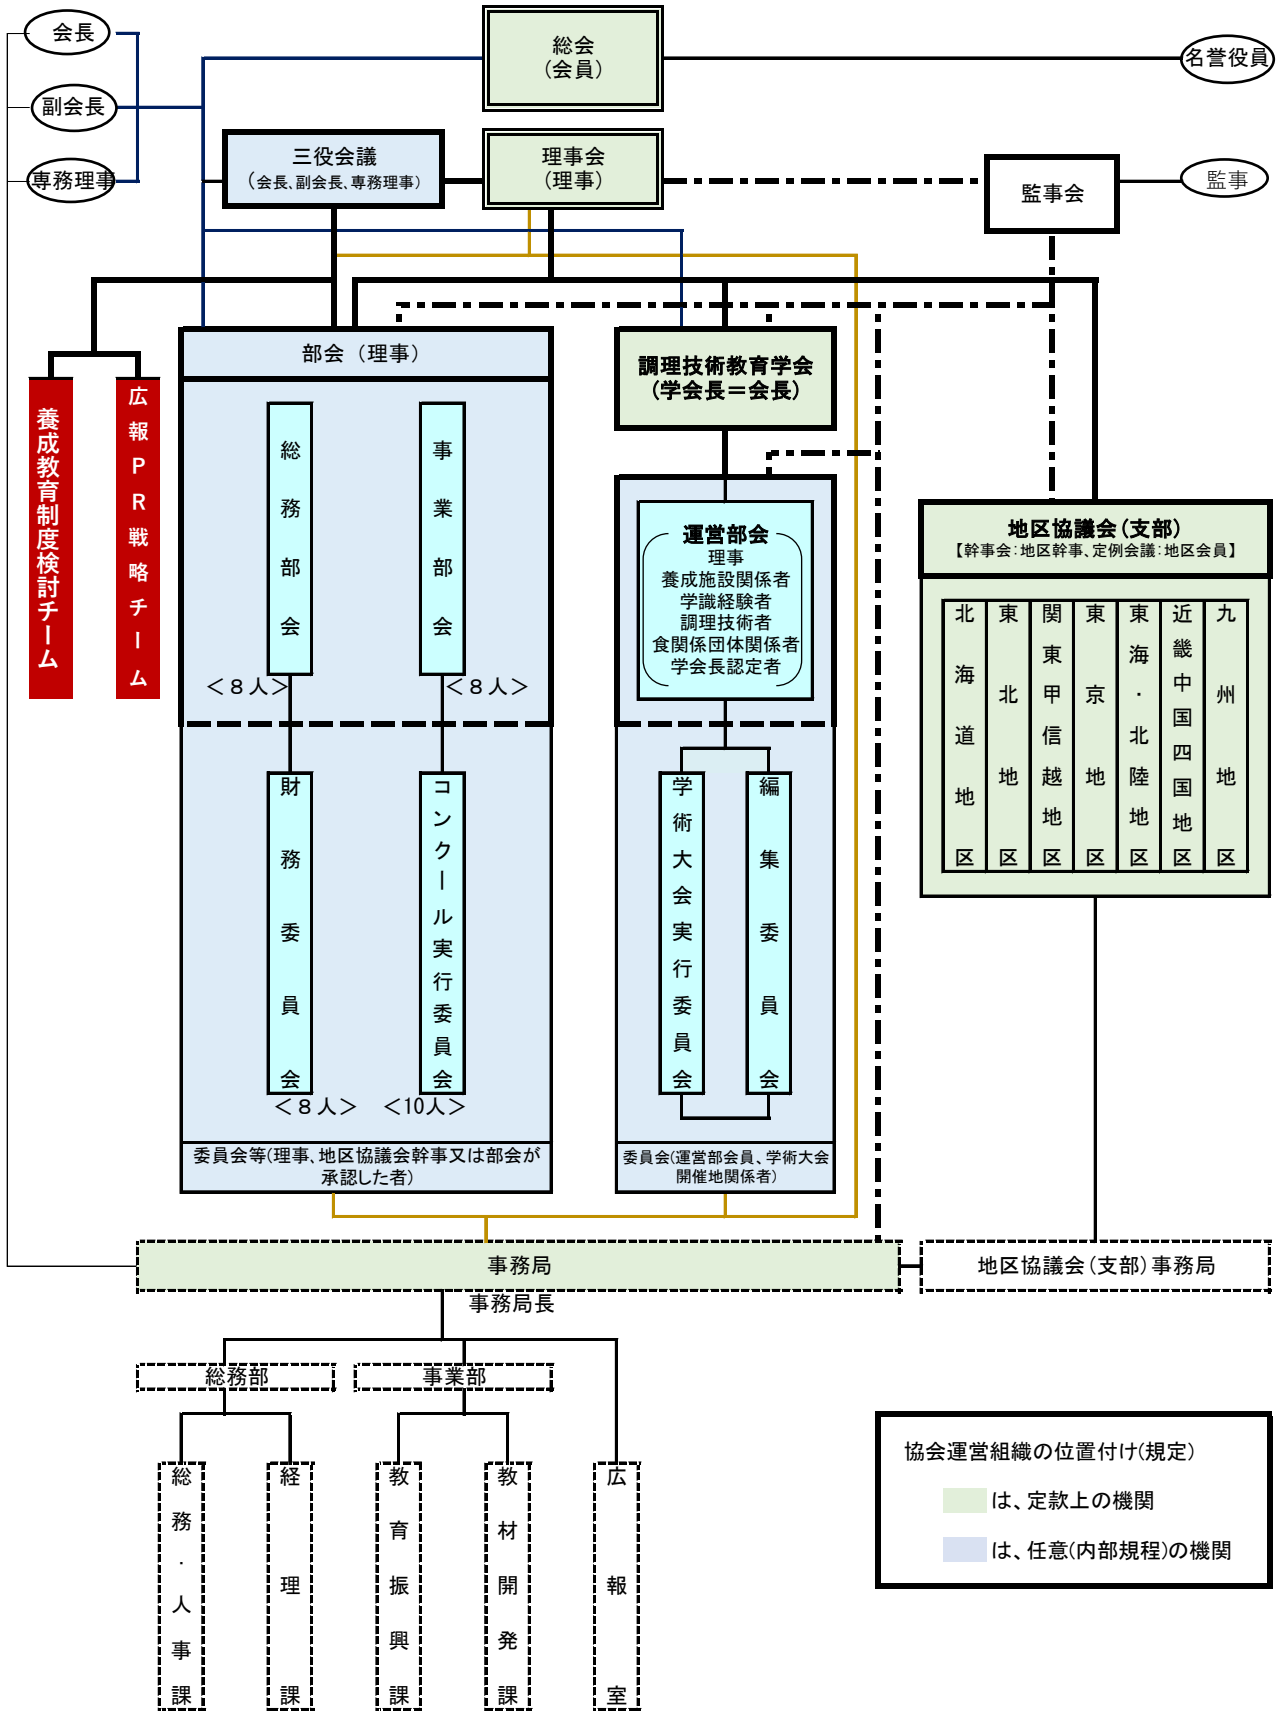 会長
副会長
専務理事
総会
(会員)
名誉役員
三役会議
(会長、副会長、専務理事)
理事会
(理事)
監事会
監事
部会 (理事)
総務部会
事業部会
<8人>
<8人>
財務委員会
コンクール実行委員会
<8人>
<10人>
委員会等(理事、地区協議会幹事又は部会が
承認した者)
養成教育制度検討チーム
広報PR戦略チーム
調理技術教育学会
(学会長=会長)
運営部会
理事
養成施設関係者
学識経験者
調理技術者
食関係団体関係者
学会長認定者
学術大会実行委員会
編集委員会
委員会(運営部会員、学術大会
開催地関係者)
地区協議会(支部)
【幹事会:地区幹事、定例会議:地区会員】
北海道地区
東北地区
関東甲信越地区
東京地区
東海・北陸地区
近畿中国四国地区
九州地区
事務局
事務局長
地区協議会(支部)事務局
総務部
事業部
総務・人事課
経理課
教育振興課
教材開発課
広報室
協会運営組織の位置付け(規定)
は、定款上の機関
は、任意(内部規程)の機関